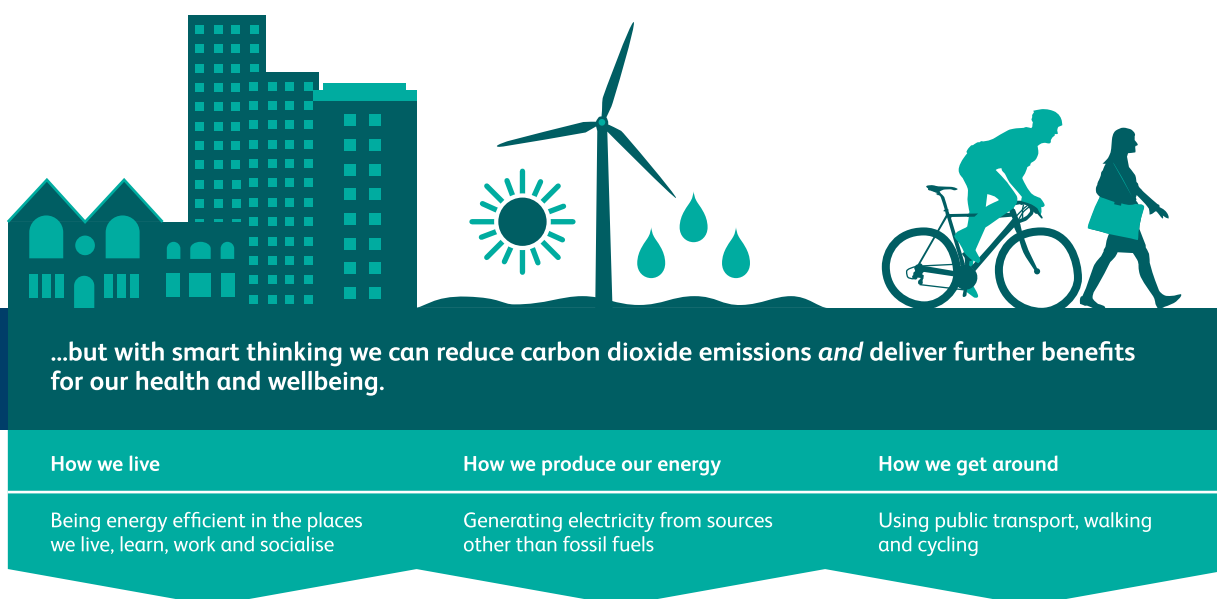 ...but with smart thinking we can reduce carbon dioxide emissions and deliver further benefits
for our health and wellbeing.
How we live
How we produce our energy
How we get around
Being energy efficient in the places
we live, learn, work and socialise
Generating electricity from sources
other than fossil fuels
Using public transport, walking
and cycling